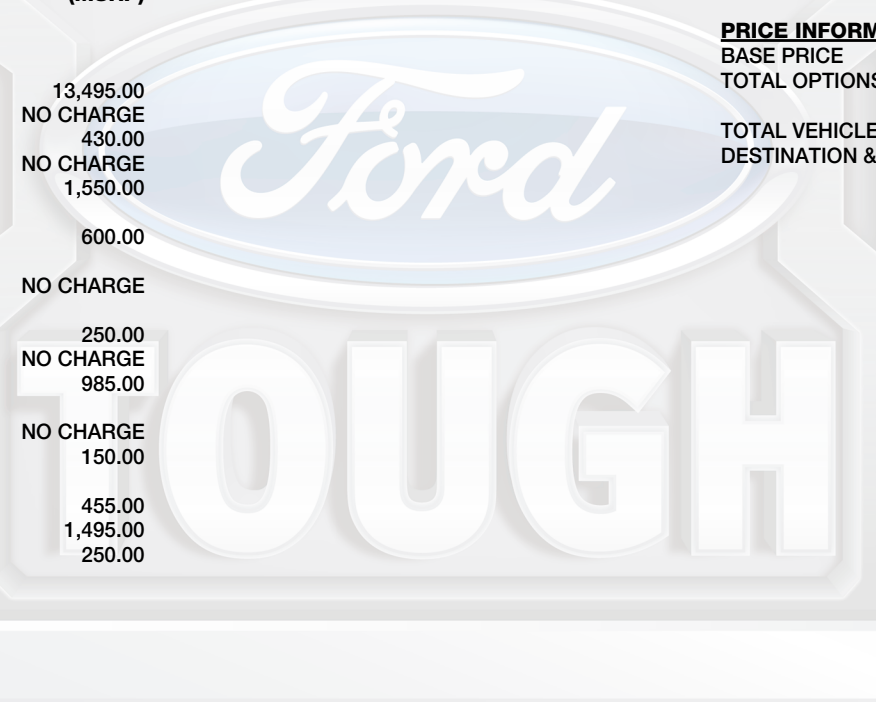 (MSRP)
13,495.00
NO CHARGE
430.00
NO CHARGE
1,550.00
600.00
NO CHARGE
250.00
NO CHARGE
985.00
NO CHARGE
150.00
455.00
1,495.00
250.00
PRICE INFORM
BASE PRICE
TOTAL OPTIONS
TOTAL VEHICLE
DESTINATION &
Ford
TOUGH